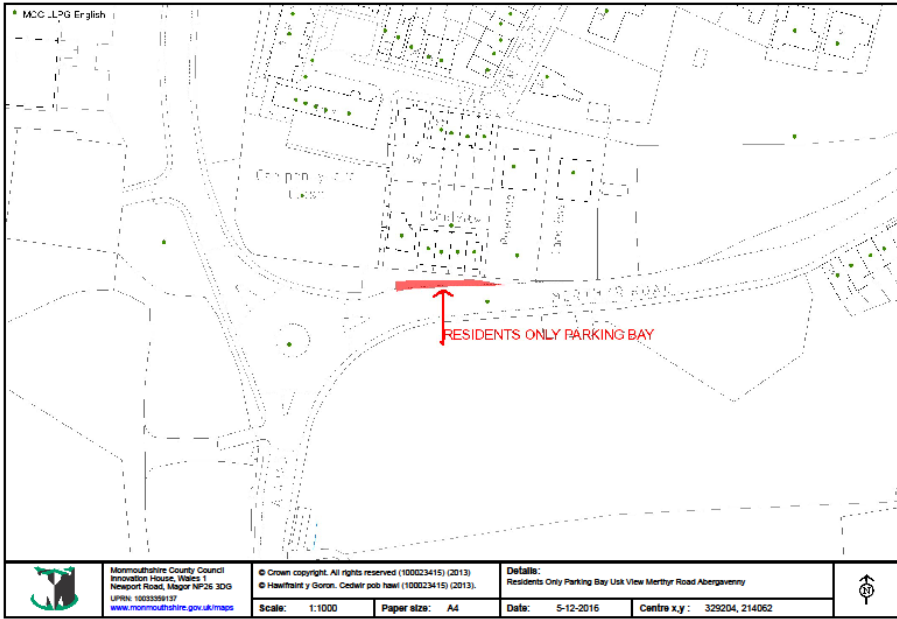 MCC LLPG English
RESIDENTS ONLY PARKING BAY
Monmouthshire County Council
Innovation House, Wales 1
Newport Road, Magor NP26 3DG
UPRN: 10033359137
www.monmouthshire.gov.uk/maps
© Crown copyright. All rights reserved (100023415) (2013)
© Hawlfraint y Goron. Cedwir pob hawl (100023415) (2013).
Scale: 1:1000
Paper size: A4
Details:
Residents Only Parking Bay Usk View Merthyr Road Abergavenny
Date: 5-12-2016
Centre x,y : 329204, 214062